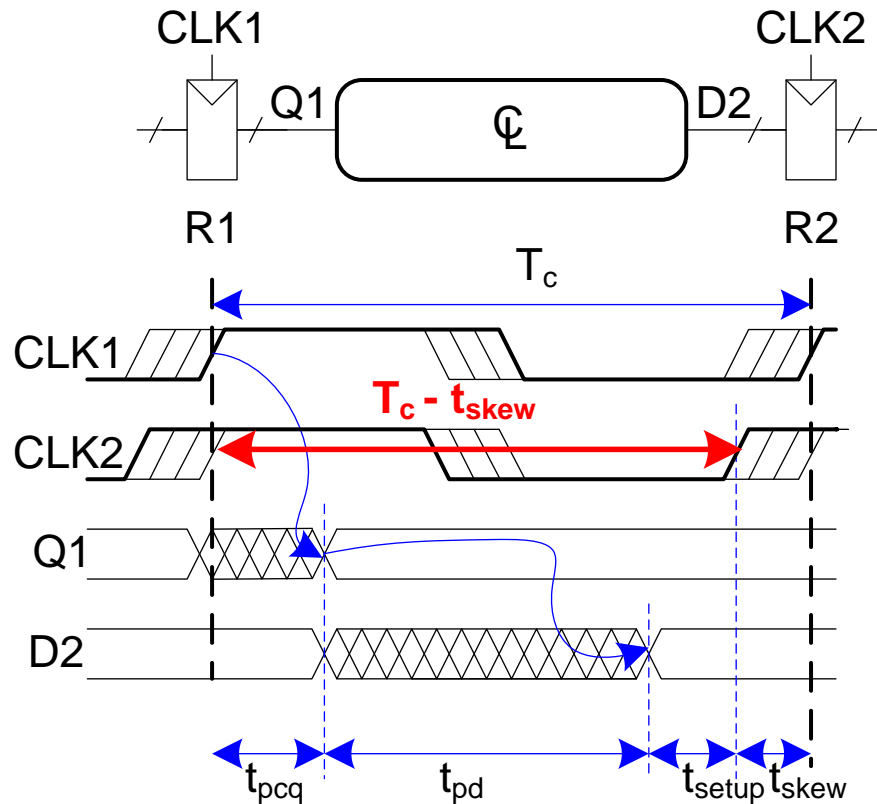 CLK1 CLK2
Q1 CL D2
R1 R2
Tc
CLK1
Tc - tskew
CLK2
Q1
D2
tpcq tpd tsetup tskew